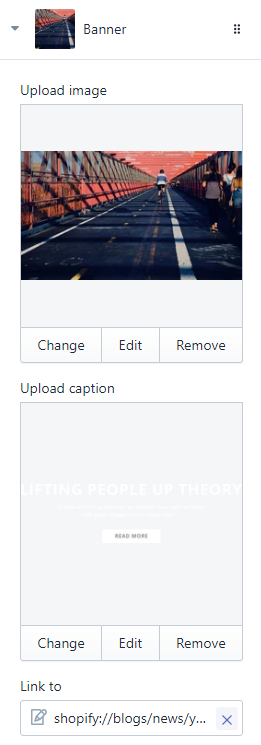 Banner
Upload image
Change
Edit
Remove
Upload caption
LIFTING PEOPLE UP THEORY
READ MORE
Change
Edit
Remove
Link to
shopify://blogs/news/y...